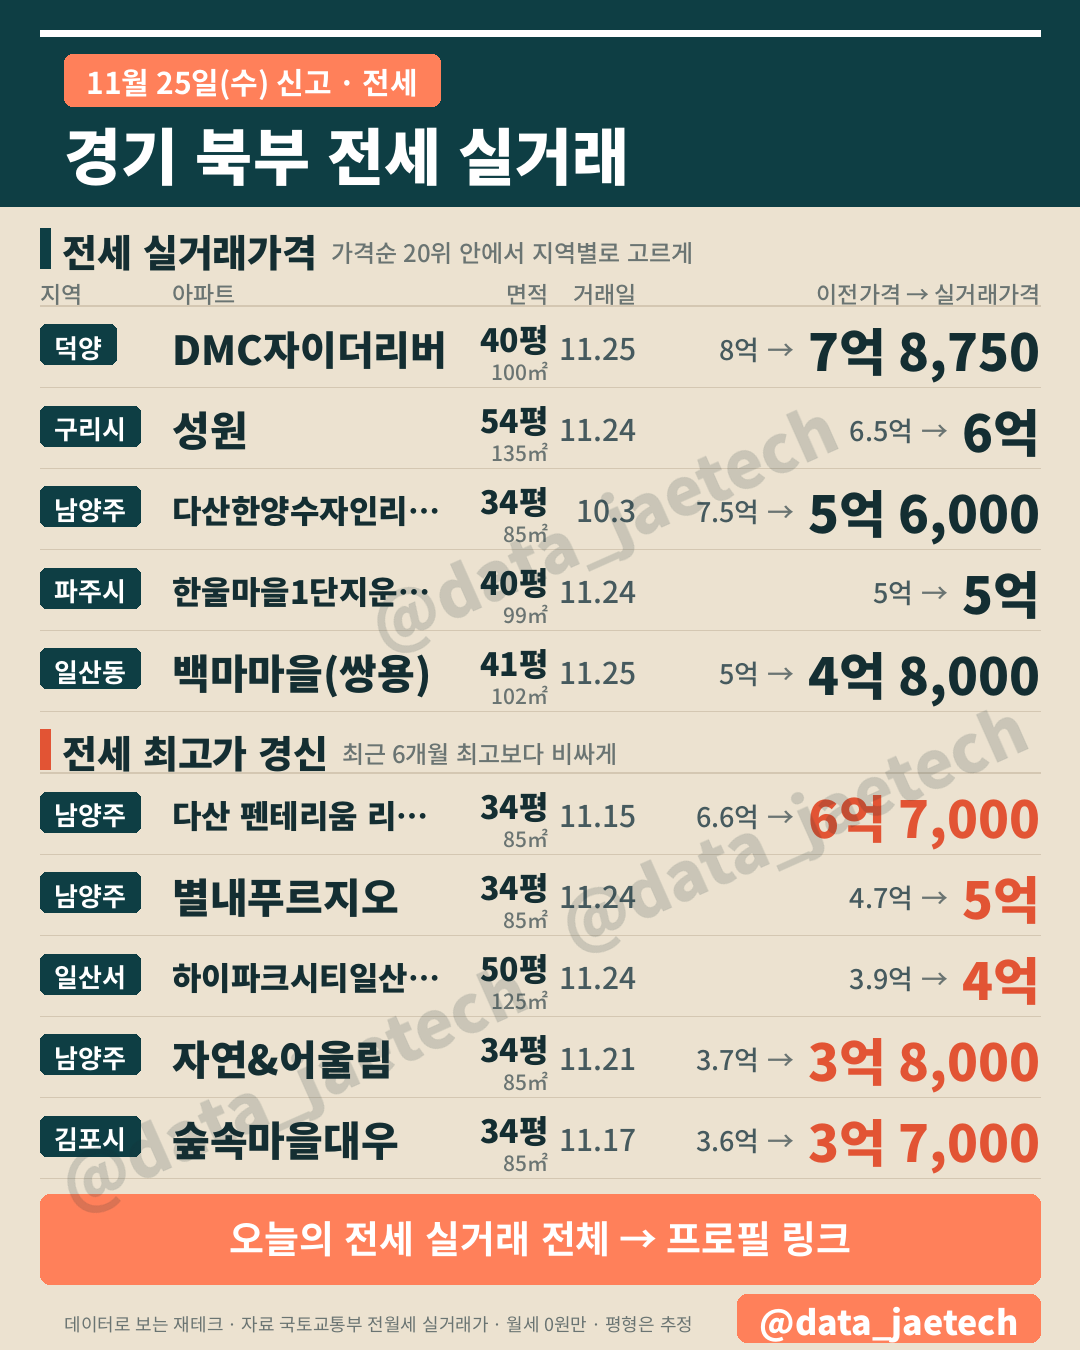 11월 25일(수) 신고 · 전세
경기 북부 전세 실거래
전세 실거래가격 가격순 20위 안에서 지역별로 고르게
지역 아파트 면적 거래일 이전가격 → 실거래가격
덕양 DMC자이더리버 40평 100㎡ 11.25 8억 → 7억 8,750
구리시 성원 54평 135㎡ 11.24 6.5억 → 6억
남양주 다산한양수자인리… 34평 85㎡ 10.3 7.5억 → 5억 6,000
파주시 한울마을1단지운… 40평 99㎡ 11.24 5억 → 5억
일산동 백마마을(쌍용) 41평 102㎡ 11.25 5억 → 4억 8,000
전세 최고가 경신 최근 6개월 최고보다 비싸게
남양주 다산 펜테리움 리… 34평 85㎡ 11.15 6.6억 → 6억 7,000
남양주 별내푸르지오 34평 85㎡ 11.24 4.7억 → 5억
일산서 하이파크시티일산… 50평 125㎡ 11.24 3.9억 → 4억
남양주 자연&어울림 34평 85㎡ 11.21 3.7억 → 3억 8,000
김포시 숲속마을대우 34평 85㎡ 11.17 3.6억 → 3억 7,000
@data_jaetech
@data_jaetech
@data_jaetech
오늘의 전세 실거래 전체 → 프로필 링크
데이터로 보는 재테크 · 자료 국토교통부 전월세 실거래가 · 월세 0원만 · 평형은 추정
@data_jaetech